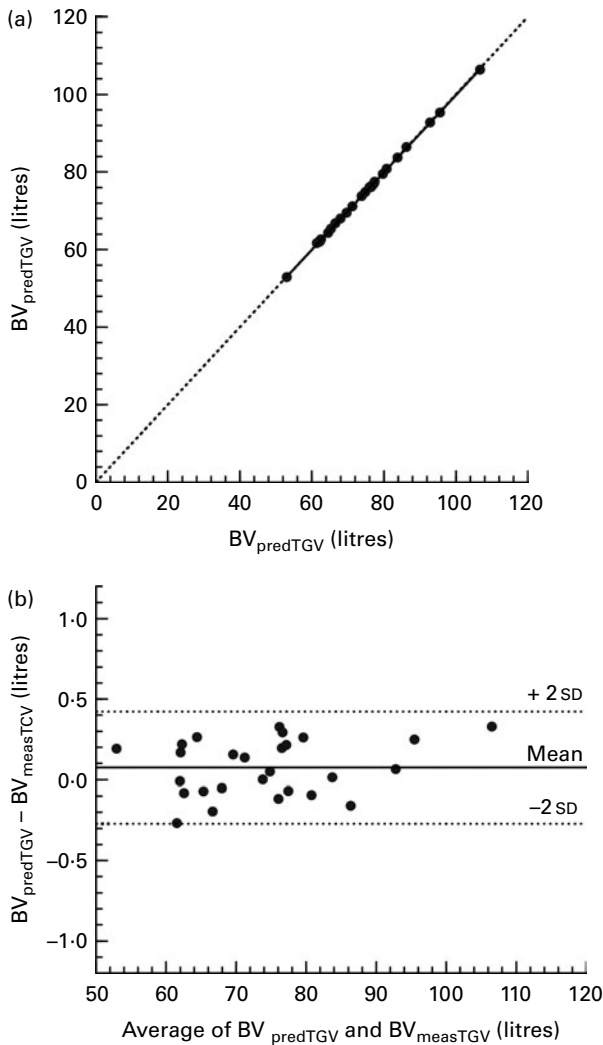 (a)
120
100
80
60
40
20
0
BVpredTGV (litres)
0 20 40 60 80 100 120
BVpredTGV (litres)
(b)
1·0
0·5
0·0
−0·5
−1·0
BVpredTGV − BVmeasTCV (litres)
+ 2 SD
Mean
−2 SD
50 60 70 80 90 100 110 120
Average of BV predTGV and BVmeasTGV (litres)